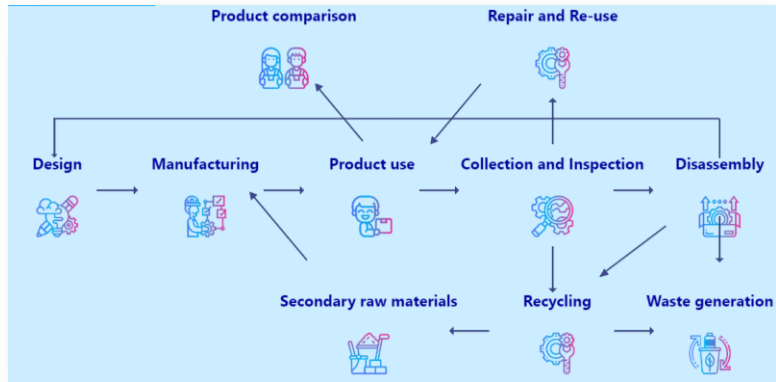 Product comparison
Repair and Re-use
Design
Manufacturing
Product use
Collection and Inspection
Disassembly
Secondary raw materials
Recycling
Waste generation